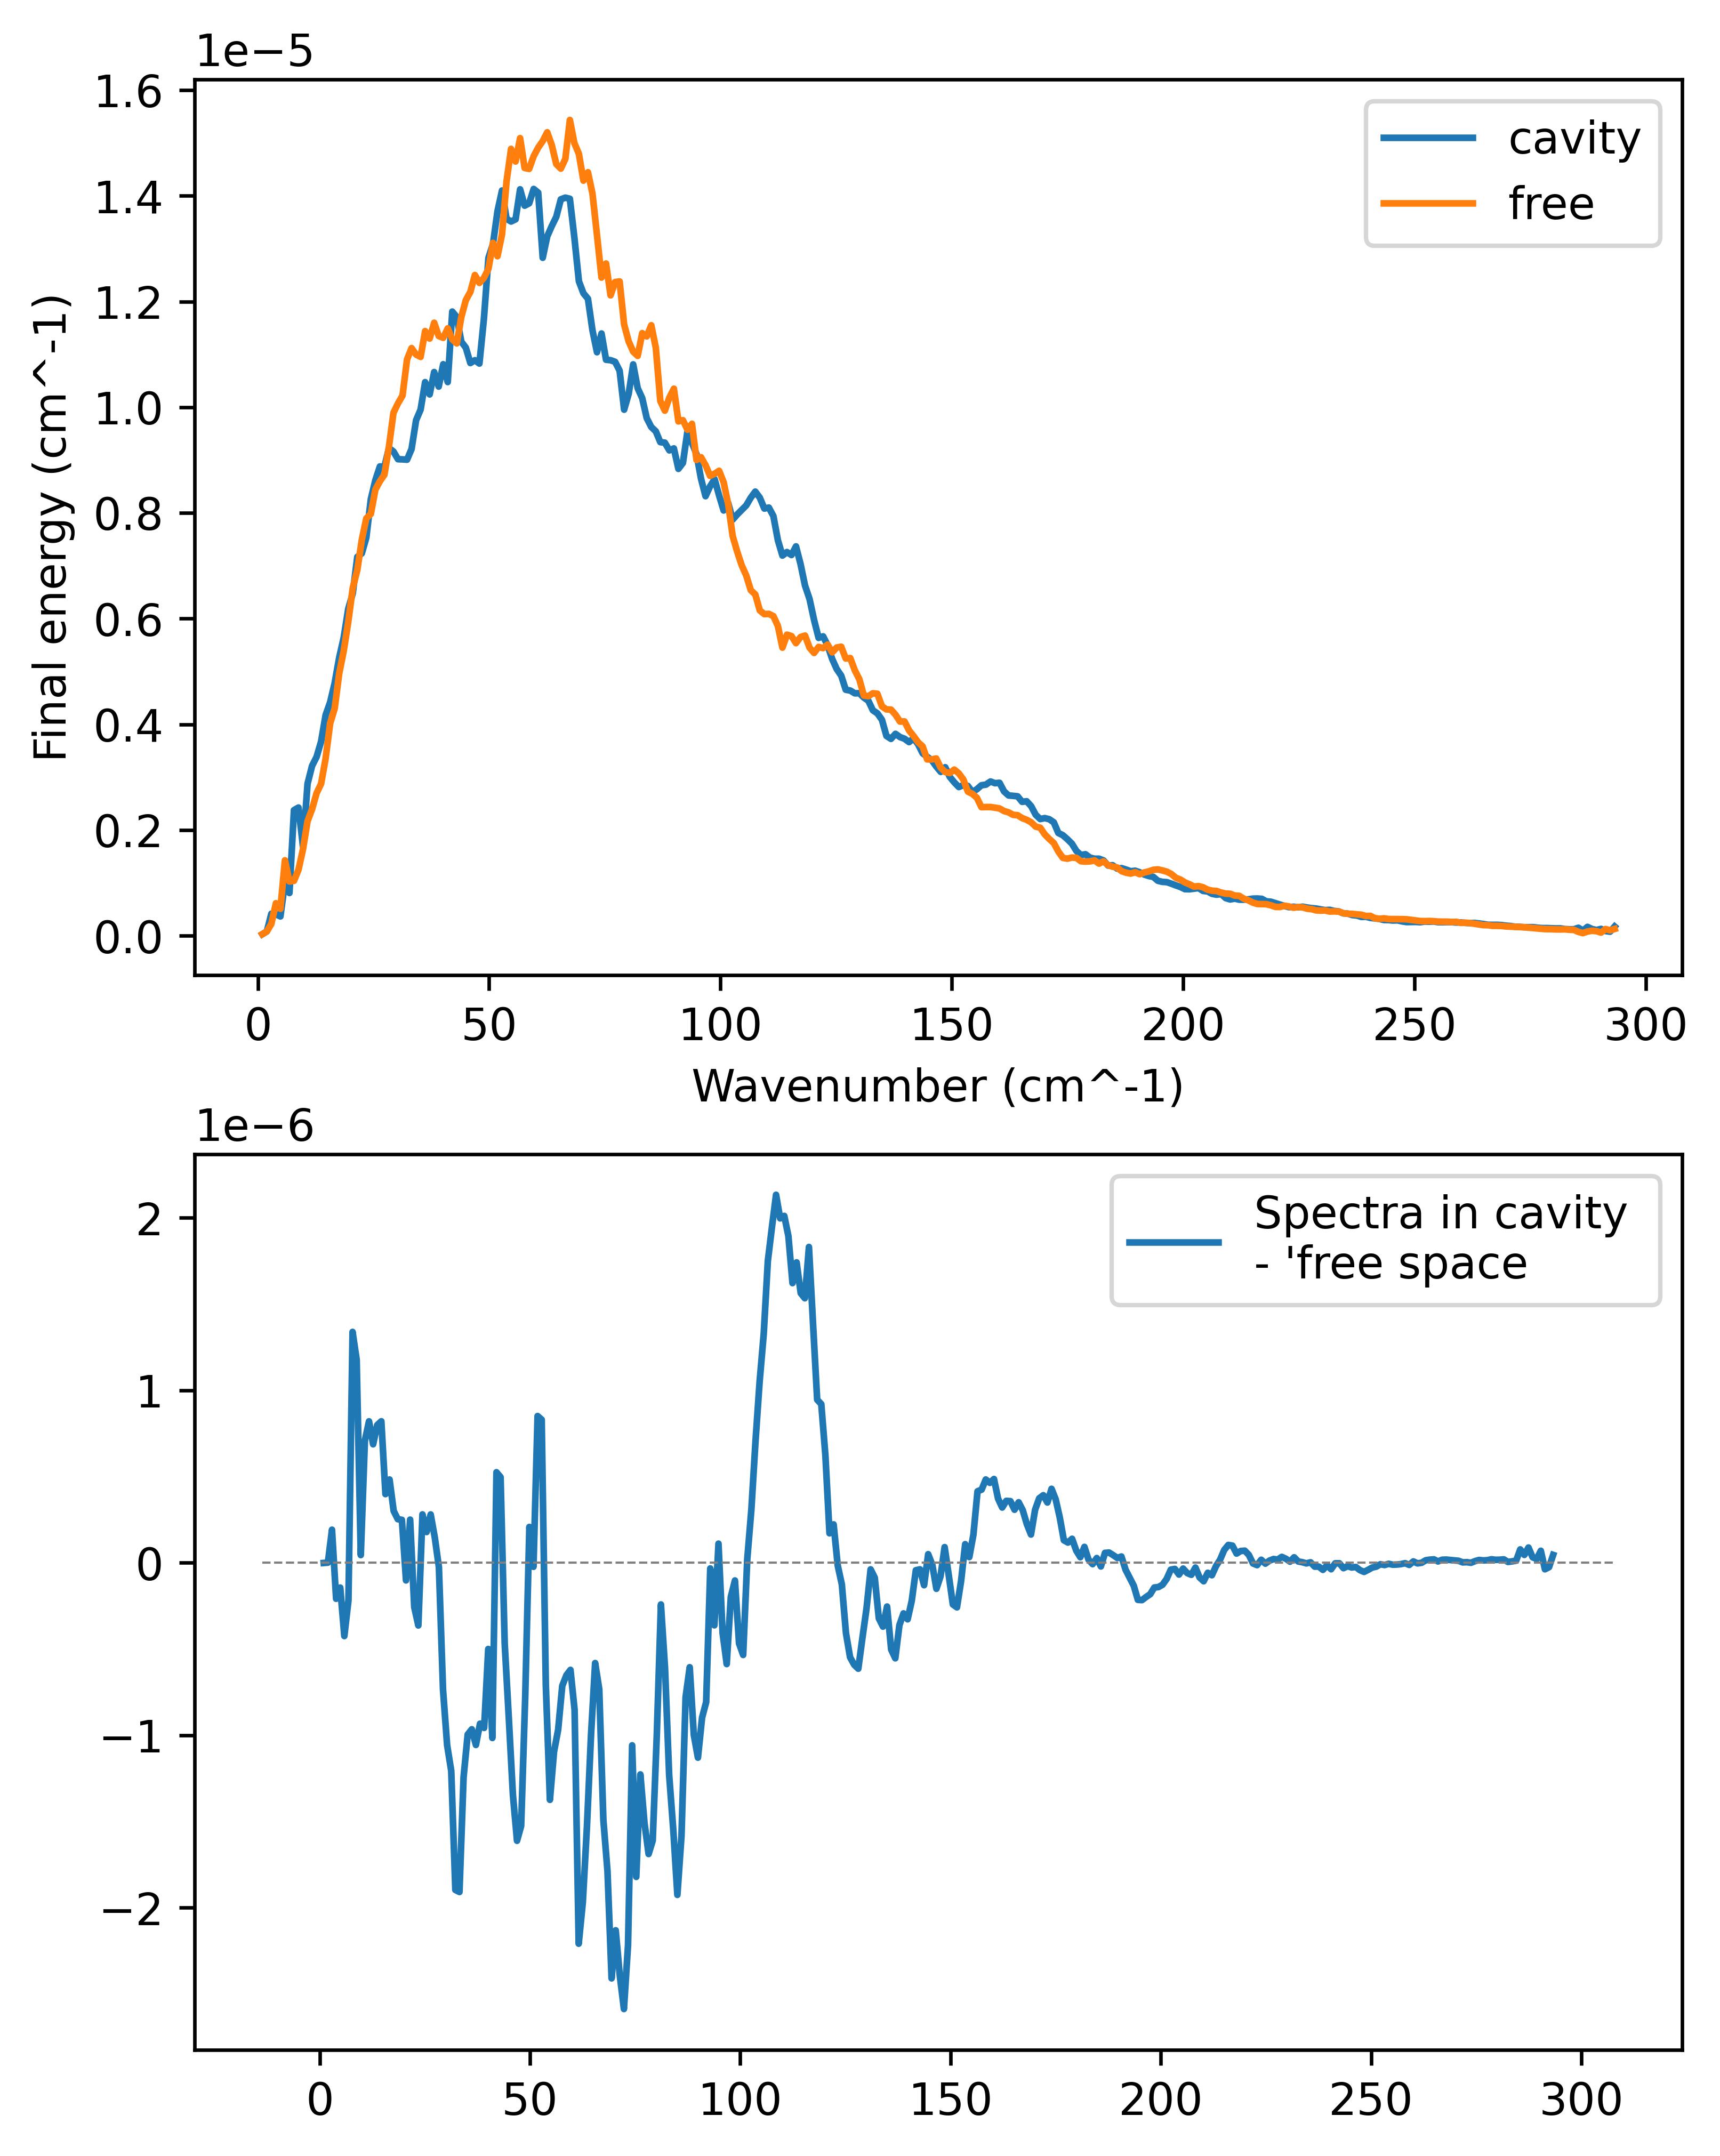 1e−5
1.6
1.4
1.2
1.0
0.8
0.6
0.4
0.2
0.0
Final energy (cm^-1)
cavity
free
0 50 100 150 200 250 300
Wavenumber (cm^-1)
1e−6
2
1
0
−1
−2
Spectra in cavity
- 'free space
0 50 100 150 200 250 300